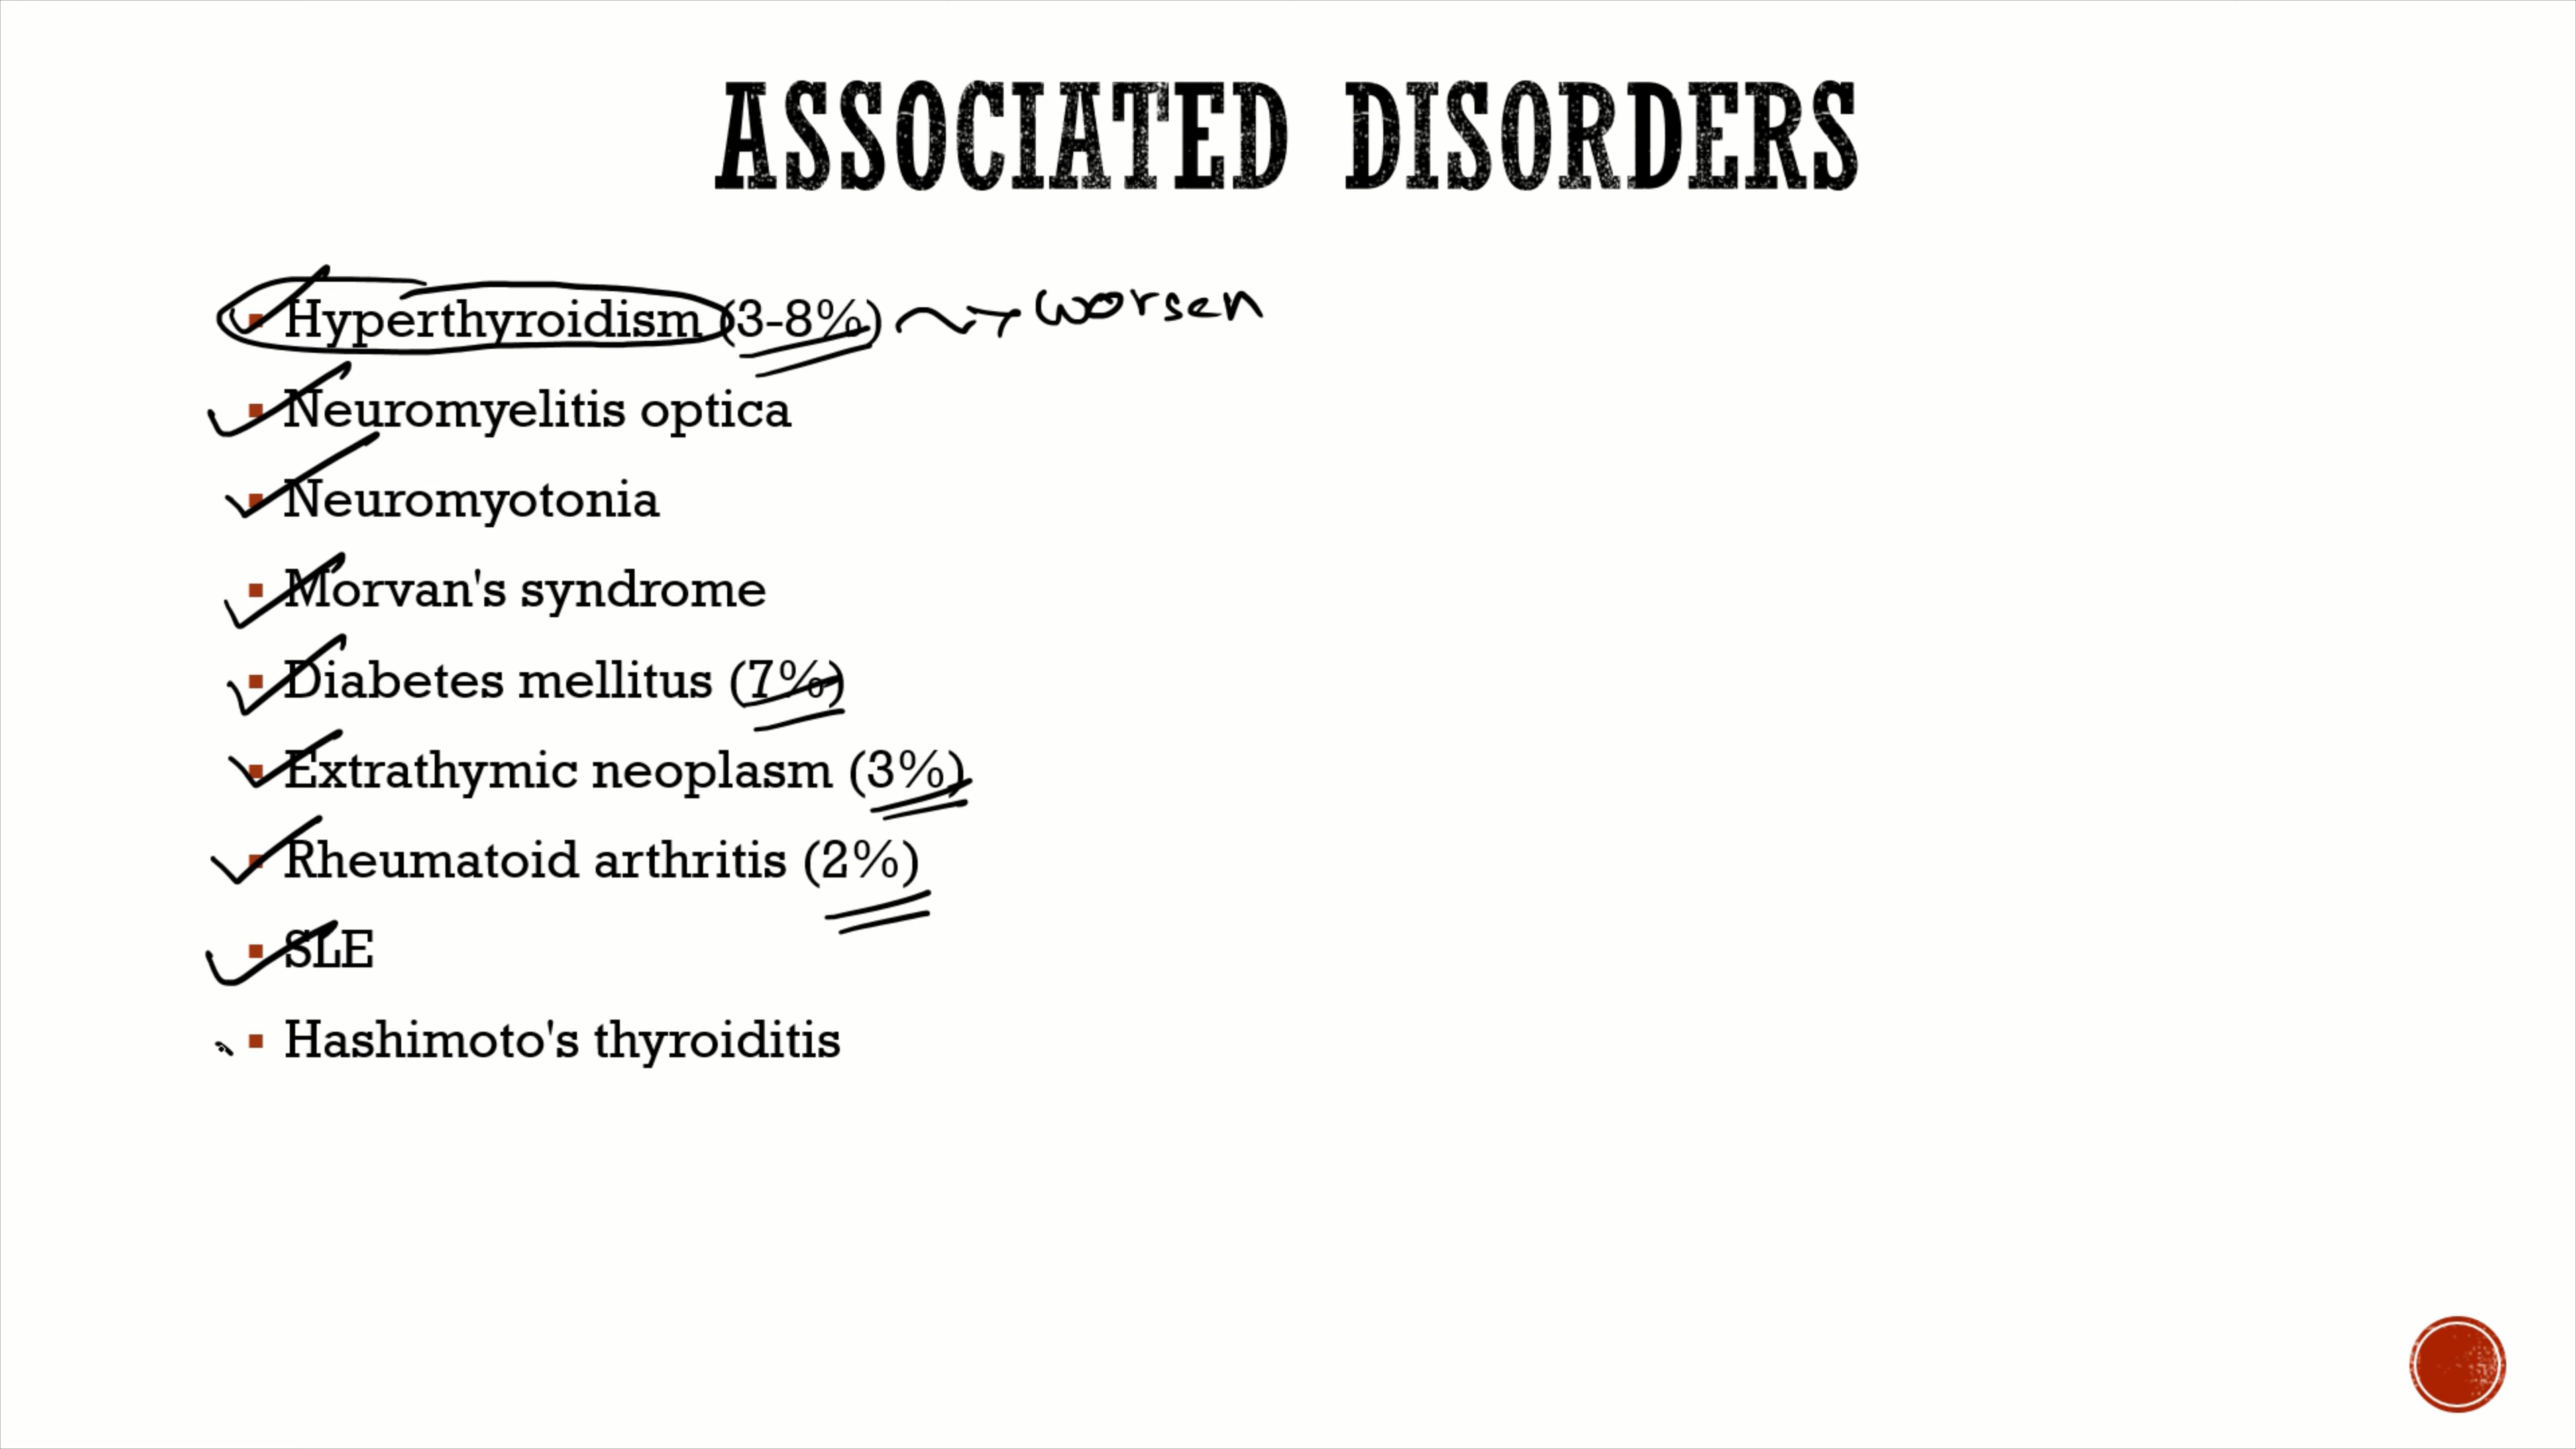 ASSOCIATED DISORDERS
Hyperthyroidism (3-8%) worsen
Neuromyelitis optica
Neuromyotonia
Morvan's syndrome
Diabetes mellitus (7%)
Extrathymic neoplasm (3%)
Rheumatoid arthritis (2%)
SLE
Hashimoto's thyroiditis